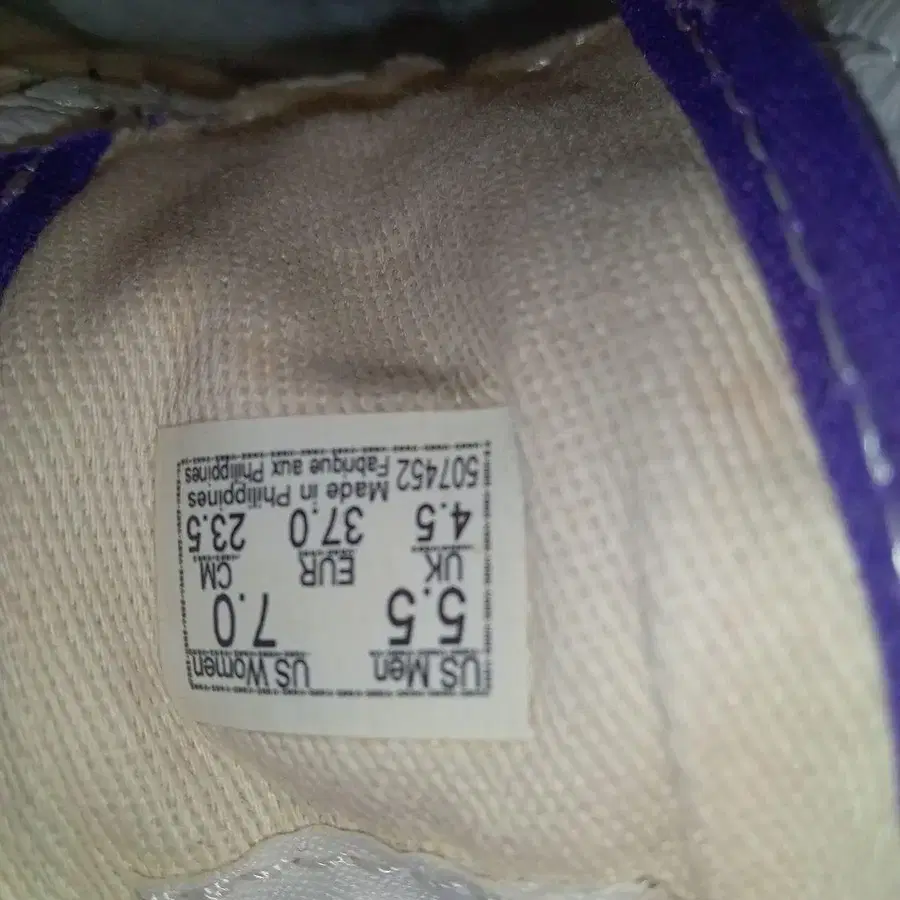 US Men US Women
5.5 7.0
UK EUR CM
4.5 37.0 23.5
Made in Philippines
507452 Fabrique aux Philippines